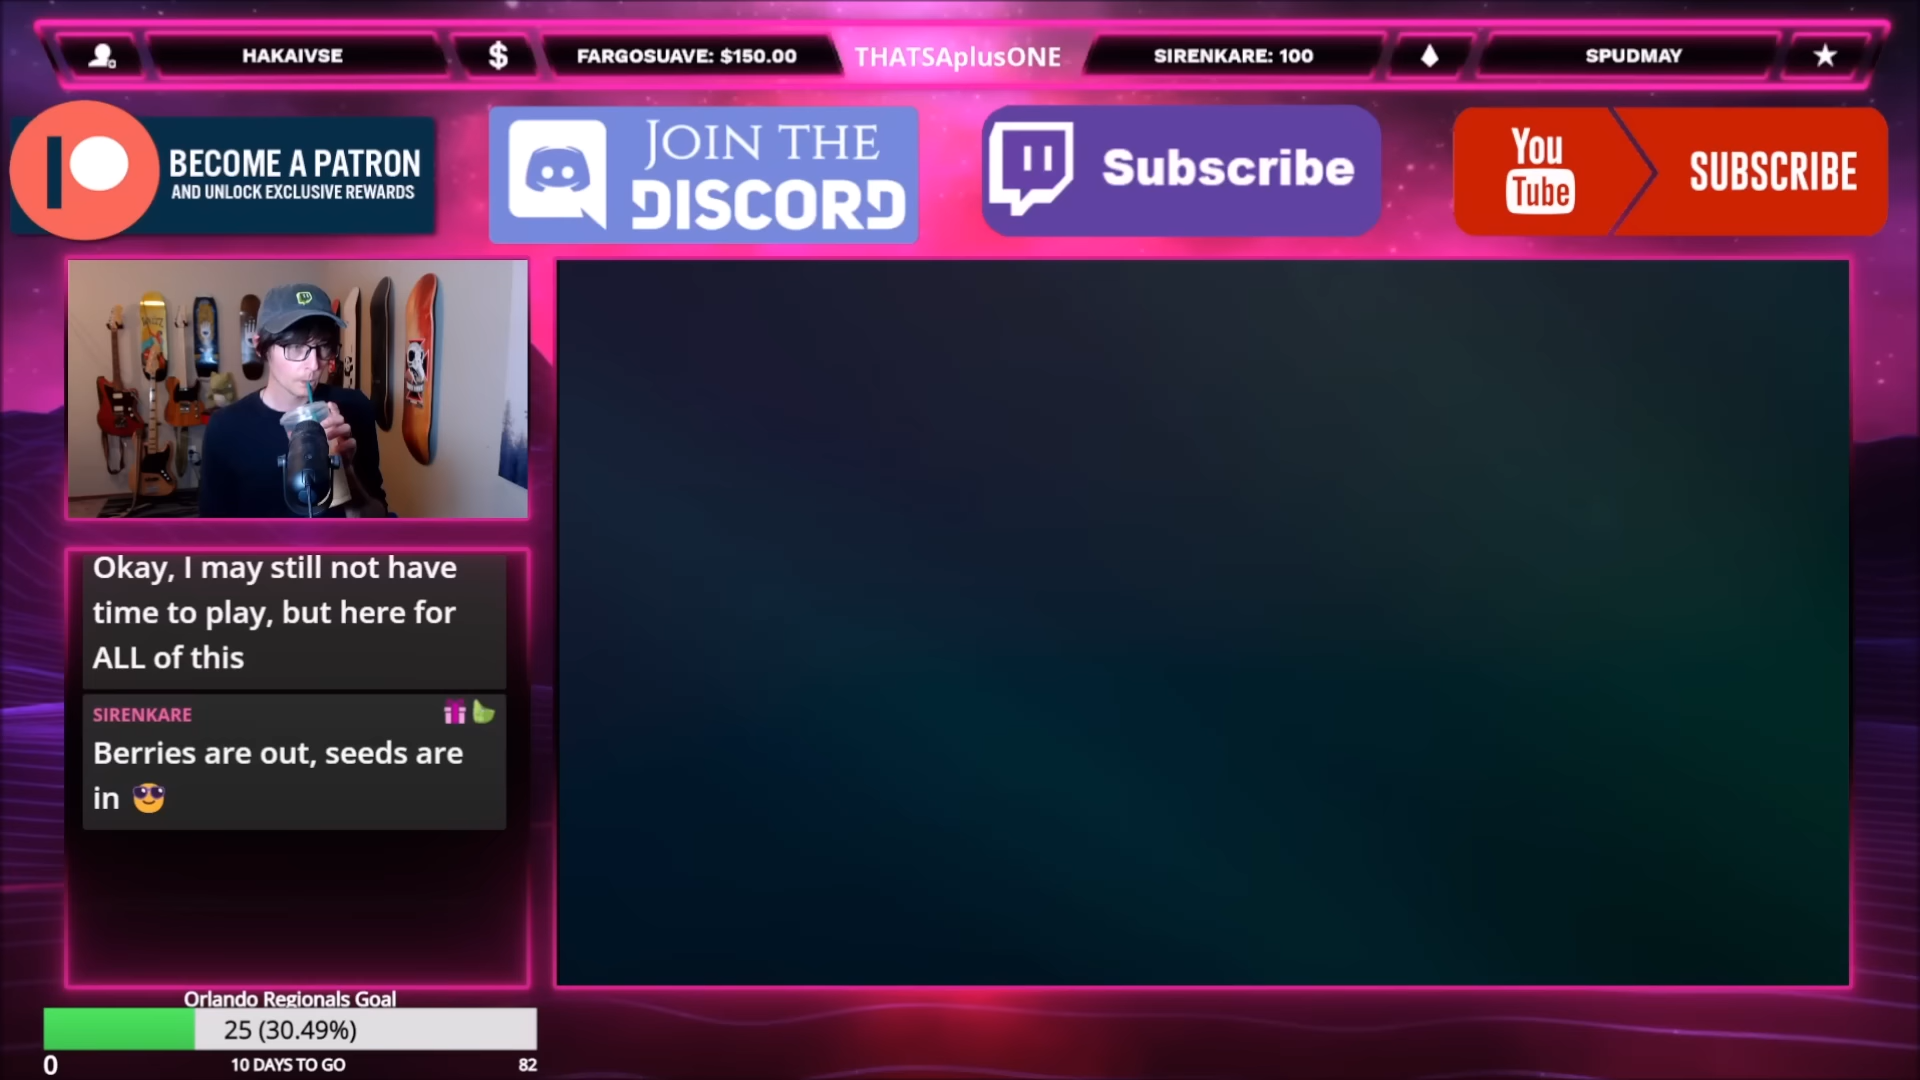 HAKAIVSE
$
FARGOSUAVE: $150.00
THATSAplusONE
SIRENKARE: 100
SPUDMAY
BECOME A PATRON
AND UNLOCK EXCLUSIVE REWARDS
JOIN THE
DISCORD
Subscribe
You
Tube
SUBSCRIBE
Okay, I may still not have
time to play, but here for
ALL of this
SIRENKARE
Berries are out, seeds are
in 😎
Orlando Regionals Goal
25 (30.49%)
0
10 DAYS TO GO
82